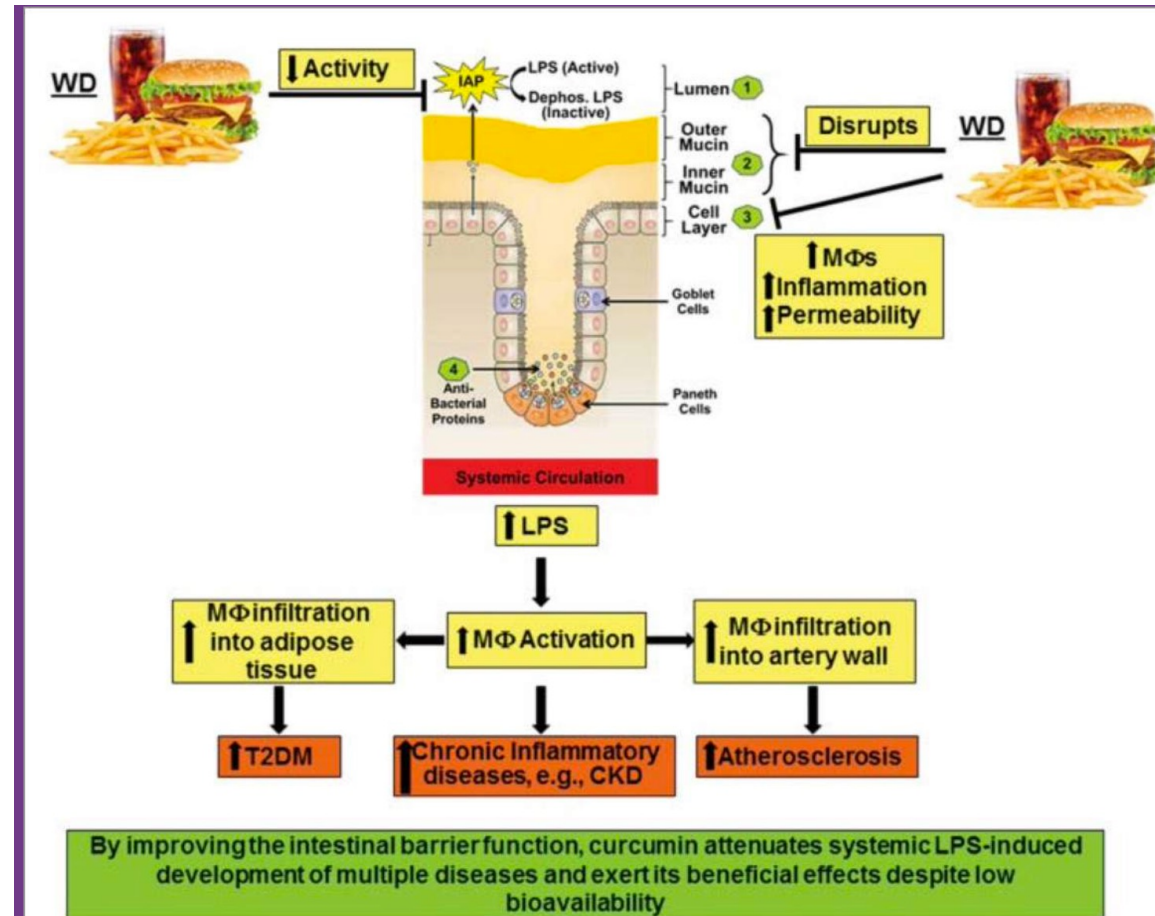 WD
↓ Activity
IAP
LPS (Active)
Dephos. LPS
(Inactive)
Lumen 1
Outer
Mucin
2
Inner
Mucin
Cell
Layer
3
Disrupts
WD
↑ MΦs
↑ Inflammation
↑ Permeability
Goblet
Cells
4
Anti-
Bacterial
Proteins
Paneth
Cells
Systemic Circulation
↑ LPS
↑ MΦ infiltration
into adipose
tissue
↑ MΦ Activation
↑ MΦ infiltration
into artery wall
↑ T2DM
↑ Chronic Inflammatory
diseases, e.g., CKD
↑ Atherosclerosis
By improving the intestinal barrier function, curcumin attenuates systemic LPS-induced
development of multiple diseases and exert its beneficial effects despite low
bioavailability